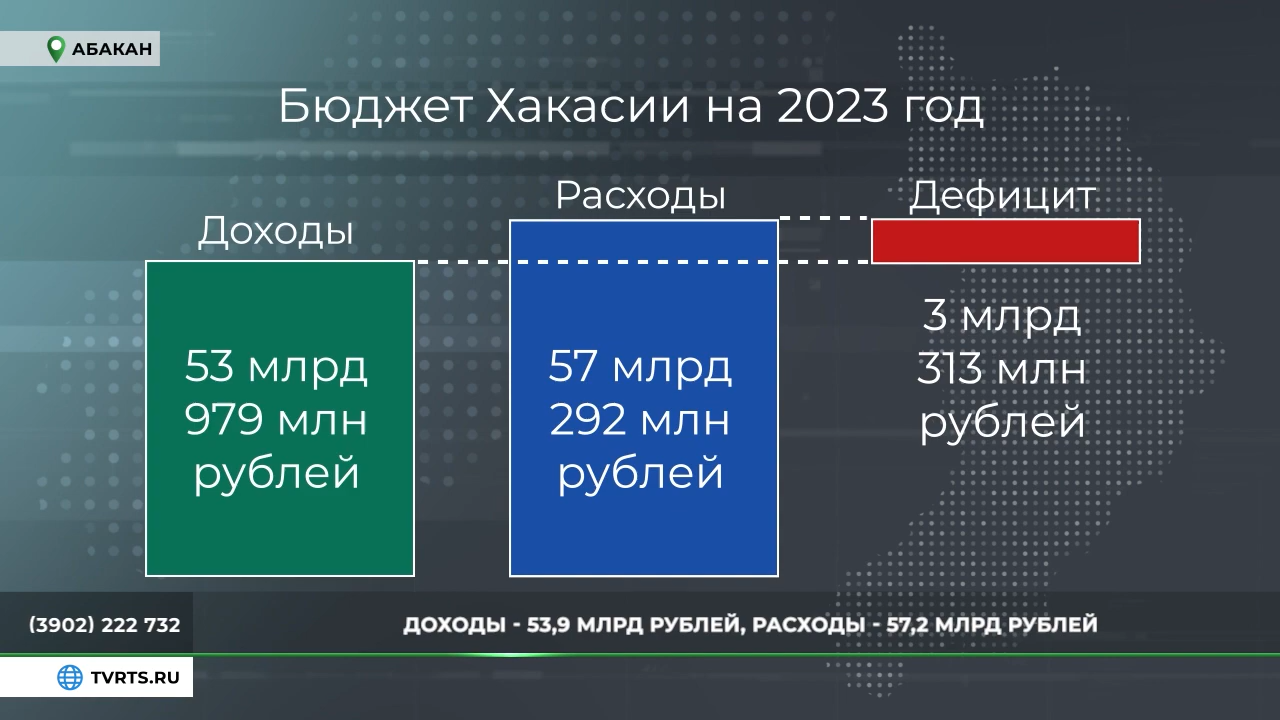 АБАКАН
Бюджет Хакасии на 2023 год
Доходы
53 млрд
979 млн
рублей
Расходы
57 млрд
292 млн
рублей
Дефицит
3 млрд
313 млн
рублей
(3902) 222 732
ДОХОДЫ - 53,9 МЛРД РУБЛЕЙ, РАСХОДЫ - 57,2 МЛРД РУБЛЕЙ
TVRTS.RU